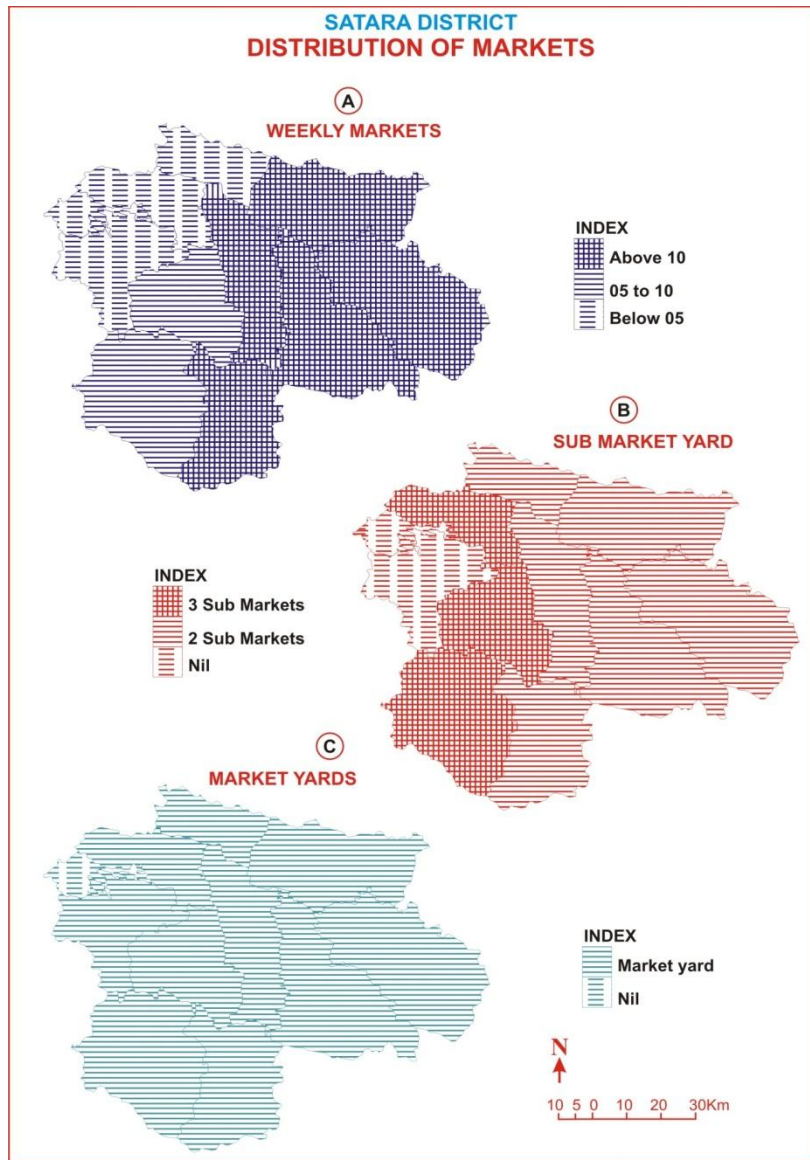 SATARA DISTRICT
DISTRIBUTION OF MARKETS
A
WEEKLY MARKETS
INDEX
Above 10
05 to 10
Below 05
B
SUB MARKET YARD
INDEX
3 Sub Markets
2 Sub Markets
Nil
C
MARKET YARDS
INDEX
Market yard
Nil
N
10 5 0 10 20 30Km